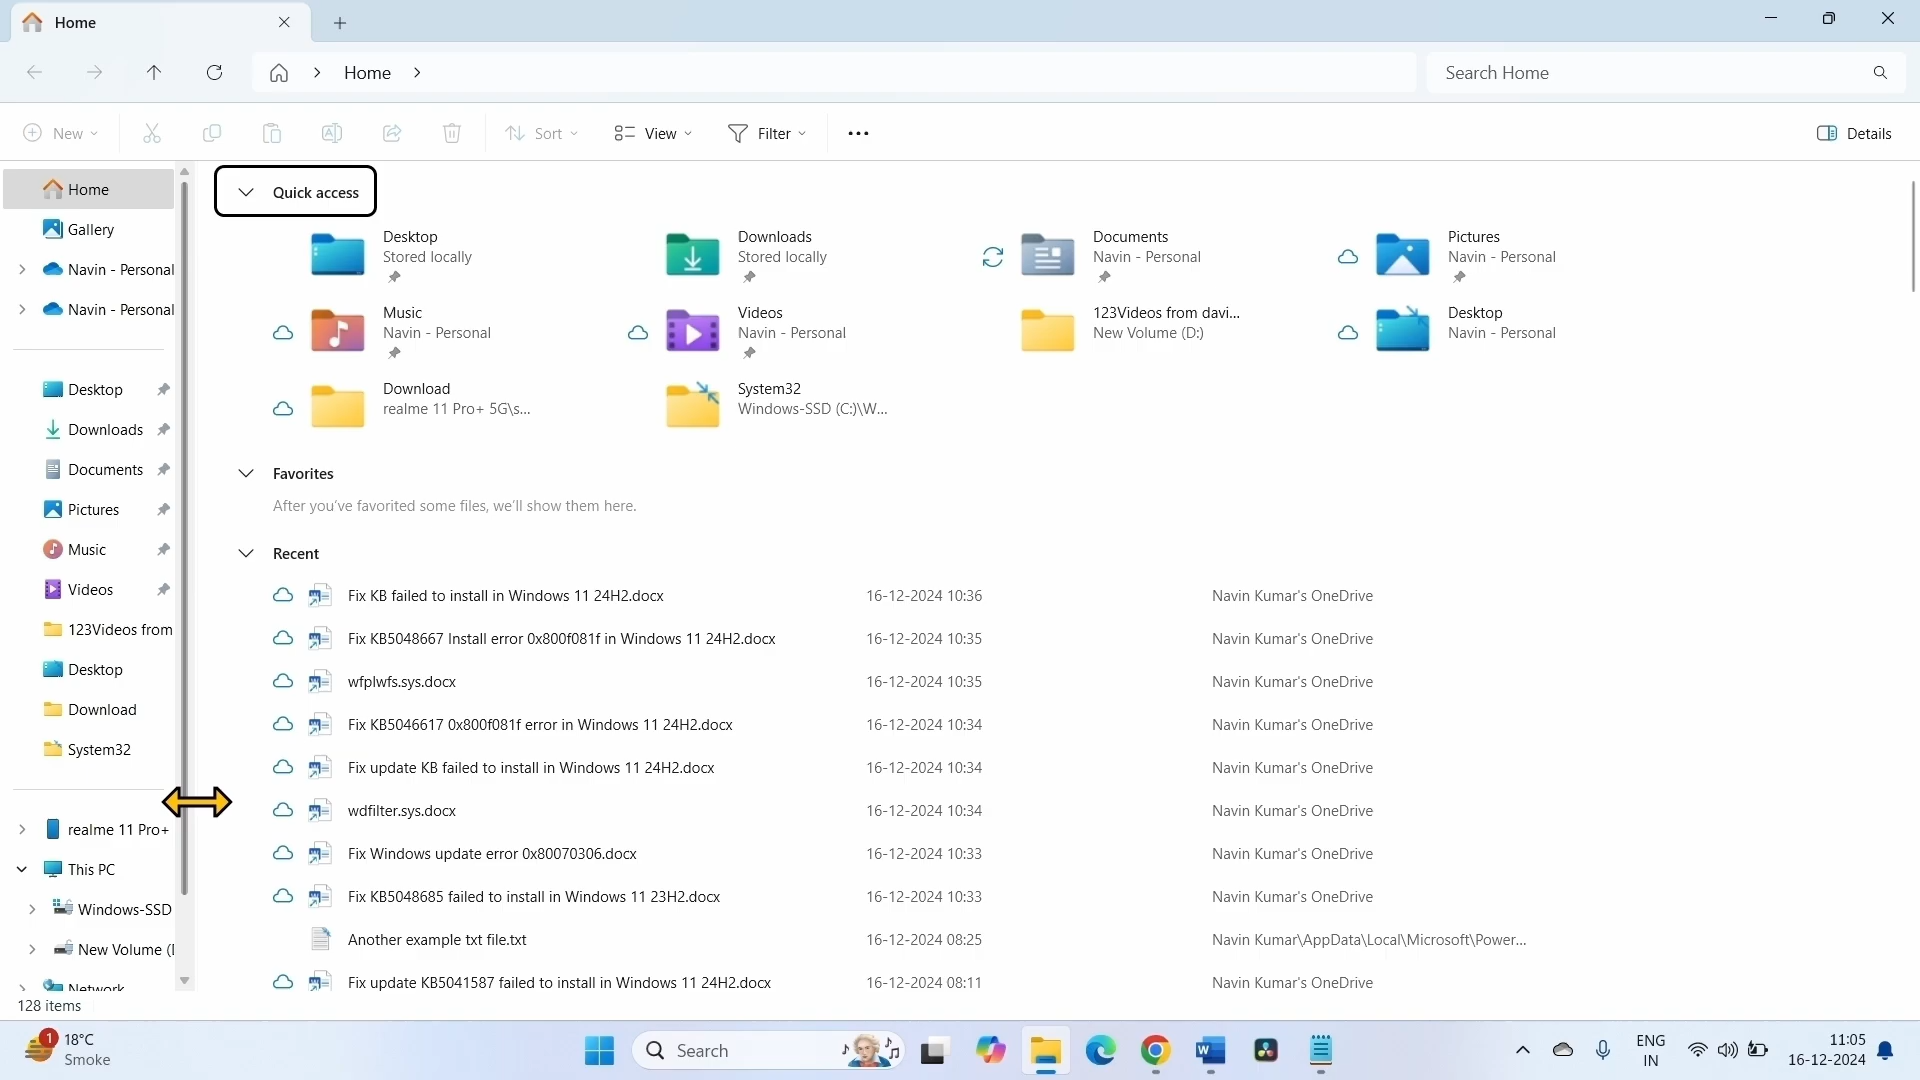 Home
Home
Search Home
New
Sort
View
Filter
Details
Home
Gallery
Navin - Personal
Navin - Personal
Desktop
Downloads
Documents
Pictures
Music
Videos
123Videos from
Desktop
Download
System32
realme 11 Pro+
This PC
Windows-SSD
New Volume (
Network
128 items
Quick access
Desktop
Stored locally
Downloads
Stored locally
Documents
Navin - Personal
Pictures
Navin - Personal
Music
Navin - Personal
Videos
Navin - Personal
123Videos from davi...
New Volume (D:)
Desktop
Navin - Personal
Download
realme 11 Pro+ 5G\s...
System32
Windows-SSD (C:)\W...
Favorites
After you've favorited some files, we'll show them here.
Recent
Fix KB failed to install in Windows 11 24H2.docx 16-12-2024 10:36 Navin Kumar's OneDrive
Fix KB5048667 Install error 0x800f081f in Windows 11 24H2.docx 16-12-2024 10:35 Navin Kumar's OneDrive
wfplwfs.sys.docx 16-12-2024 10:35 Navin Kumar's OneDrive
Fix KB5046617 0x800f081f error in Windows 11 24H2.docx 16-12-2024 10:34 Navin Kumar's OneDrive
Fix update KB failed to install in Windows 11 24H2.docx 16-12-2024 10:34 Navin Kumar's OneDrive
wdfilter.sys.docx 16-12-2024 10:34 Navin Kumar's OneDrive
Fix Windows update error 0x80070306.docx 16-12-2024 10:33 Navin Kumar's OneDrive
Fix KB5048685 failed to install in Windows 11 23H2.docx 16-12-2024 10:33 Navin Kumar's OneDrive
Another example txt file.txt 16-12-2024 08:25 Navin Kumar\AppData\Local\Microsoft\Power...
Fix update KB5041587 failed to install in Windows 11 24H2.docx 16-12-2024 08:11 Navin Kumar's OneDrive
1
18°C
Smoke
Search
W
ENG
IN
11:05
16-12-2024